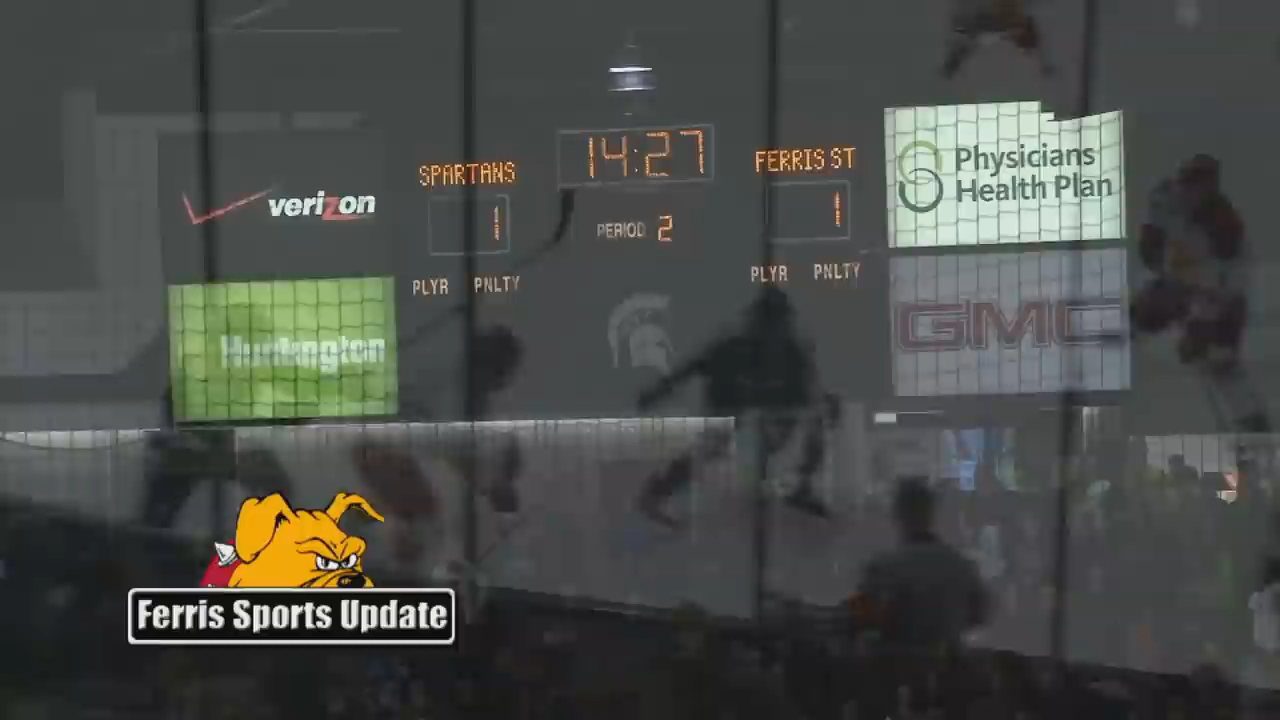 verizon
SPARTANS
14:27
FERRIS ST
1
PERIOD 2
1
PLYR PNLTY
PLYR PNLTY
Physicians
Health Plan
Huntington
GMC
Ferris Sports Update